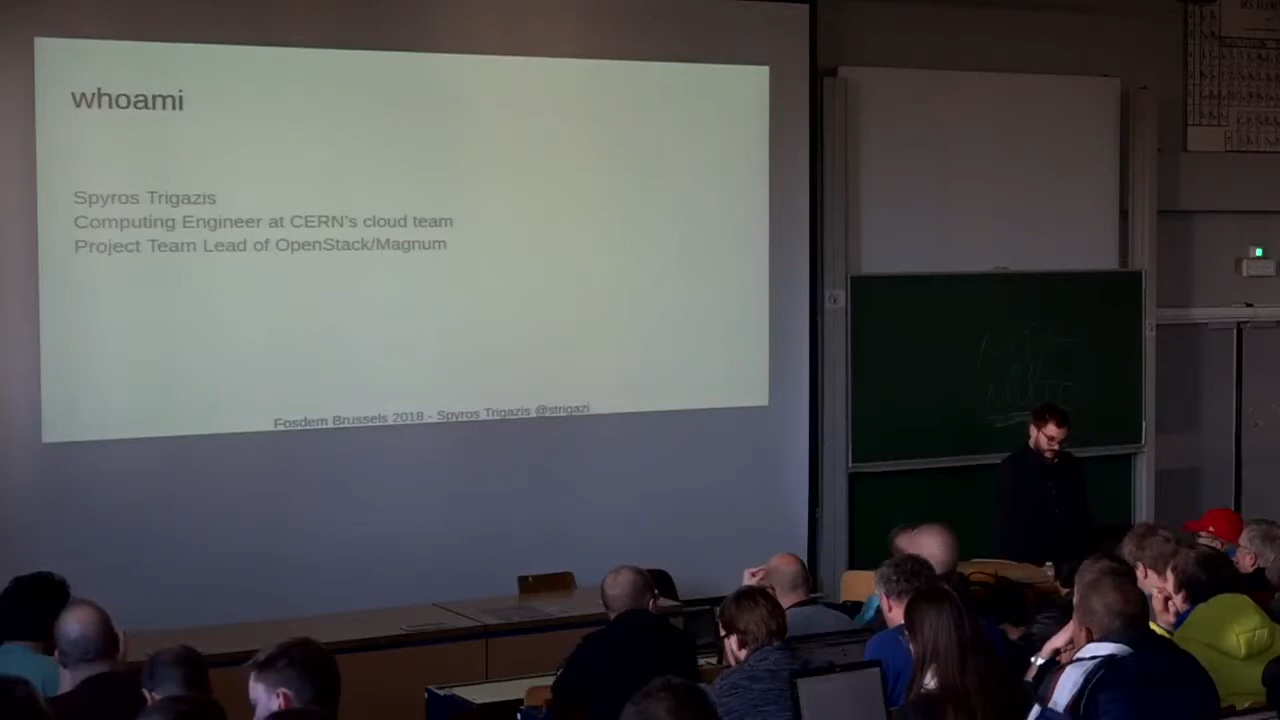 whoami
Spyros Trigazis
Computing Engineer at CERN's cloud team
Project Team Lead of OpenStack/Magnum
Fosdem Brussels 2018 - Spyros Trigazis @strigazi